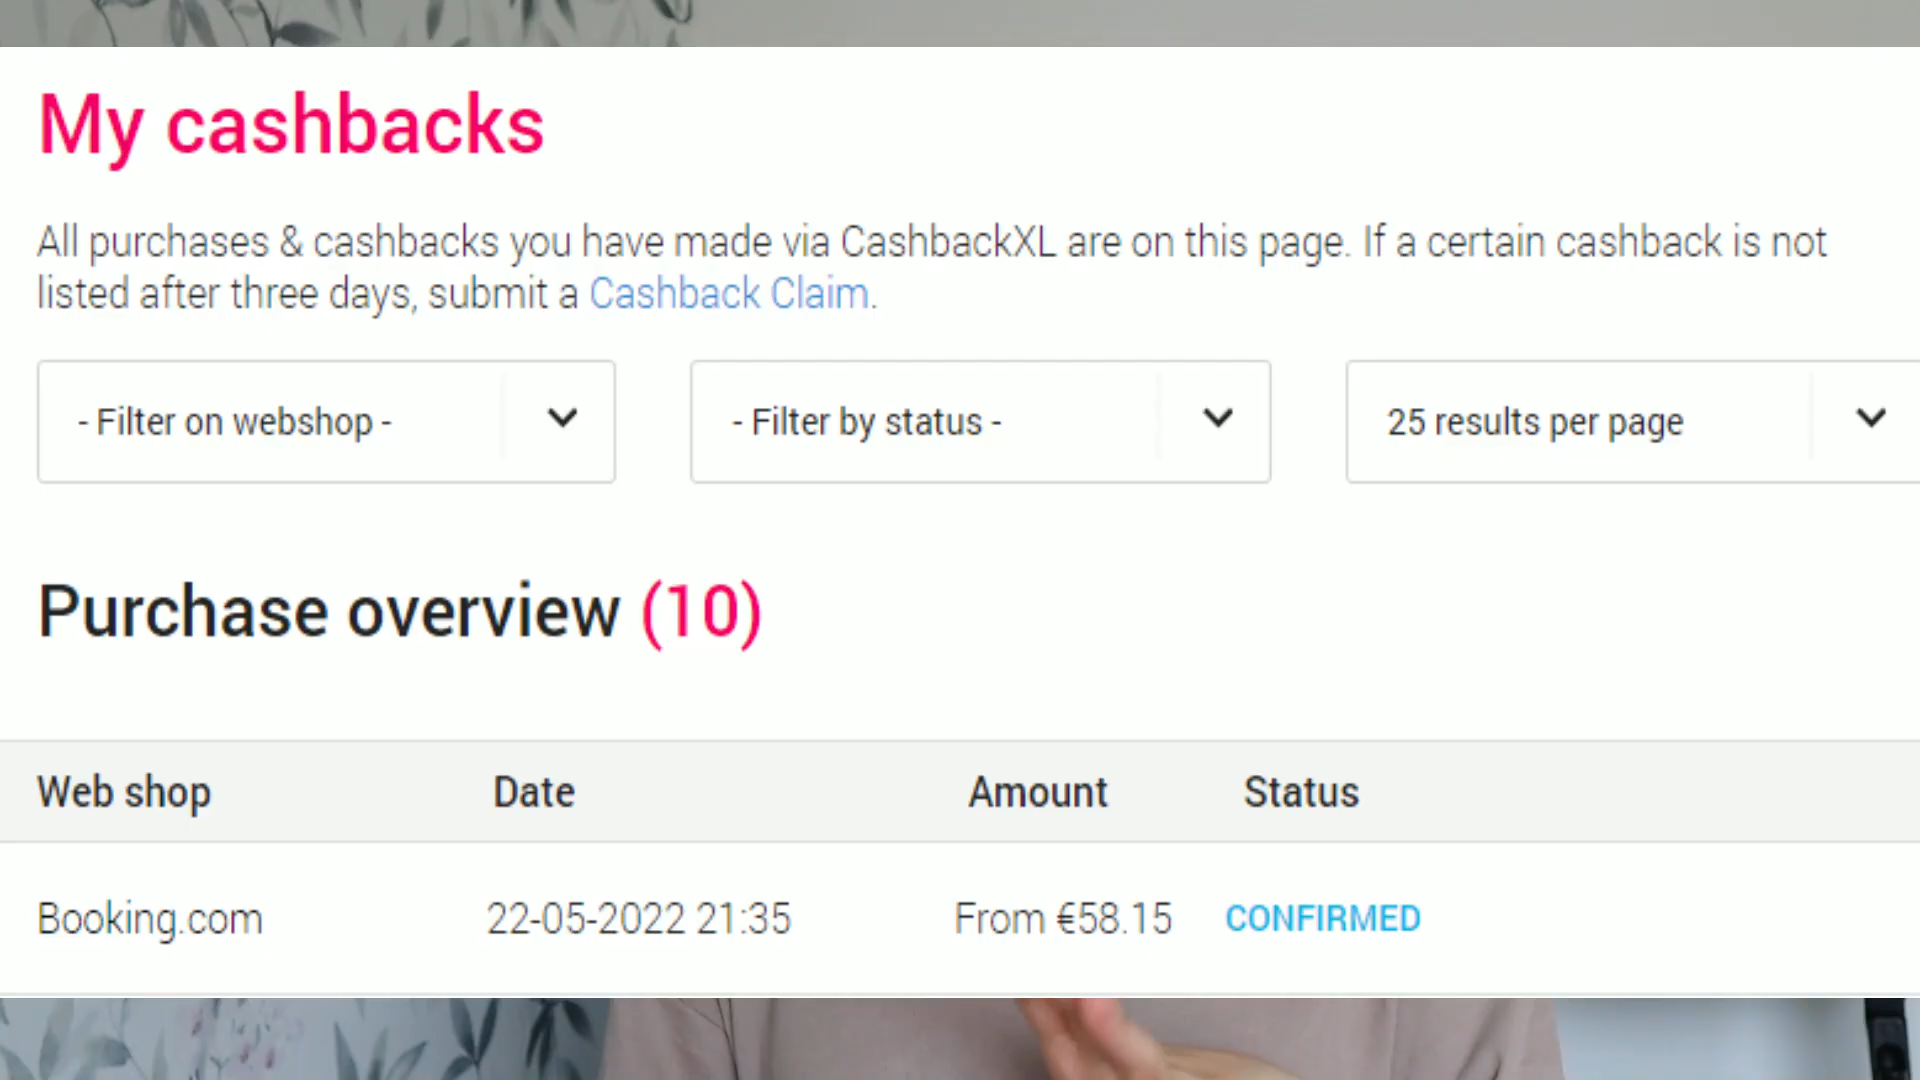 My cashbacks
All purchases & cashbacks you have made via CashbackXL are on this page. If a certain cashback is not
listed after three days, submit a Cashback Claim.
- Filter on webshop -
- Filter by status -
25 results per page
Purchase overview (10)
Web shop Date Amount Status
Booking.com 22-05-2022 21:35 From €58.15 CONFIRMED